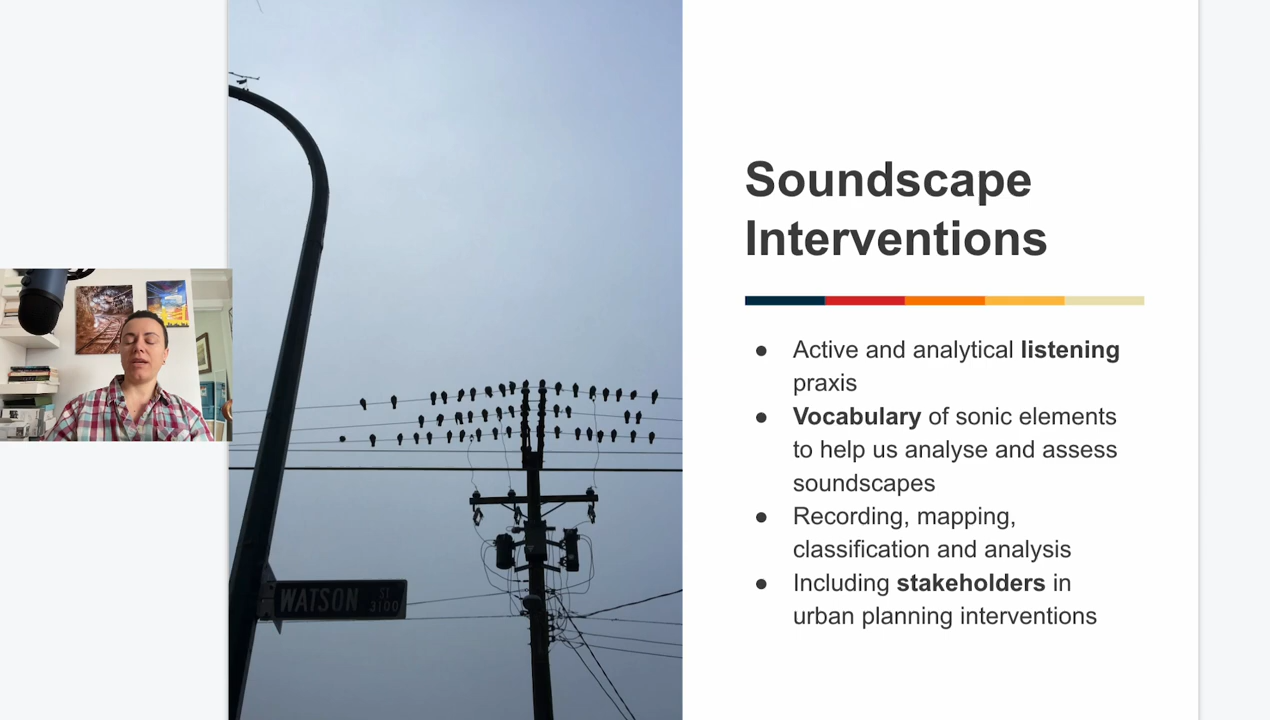 Soundscape
Interventions
● Active and analytical listening
praxis
● Vocabulary of sonic elements
to help us analyse and assess
soundscapes
● Recording, mapping,
classification and analysis
● Including stakeholders in
urban planning interventions
WATSON ST
3100